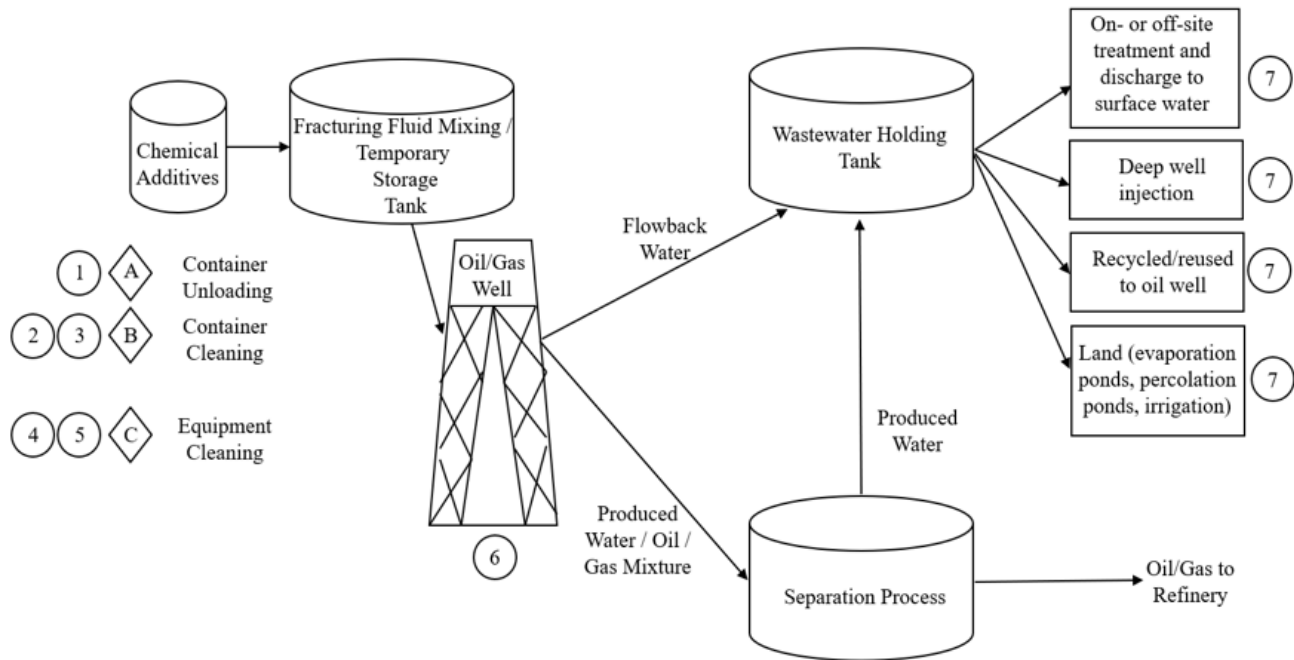 Chemical
Additives
Fracturing Fluid Mixing /
Temporary
Storage
Tank
1
A
Container
Unloading
2
3
B
Container
Cleaning
4
5
C
Equipment
Cleaning
Oil/Gas
Well
6
Flowback
Water
Produced
Water / Oil /
Gas Mixture
Wastewater Holding
Tank
Produced
Water
Separation Process
Oil/Gas to
Refinery
On- or off-site
treatment and
discharge to
surface water
7
Deep well
injection
7
Recycled/reused
to oil well
7
Land (evaporation
ponds, percolation
ponds, irrigation)
7